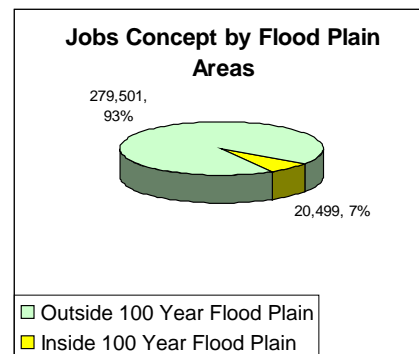 Jobs Concept by Flood Plain
Areas
279,501,
93%
20,499, 7%
Outside 100 Year Flood Plain
Inside 100 Year Flood Plain